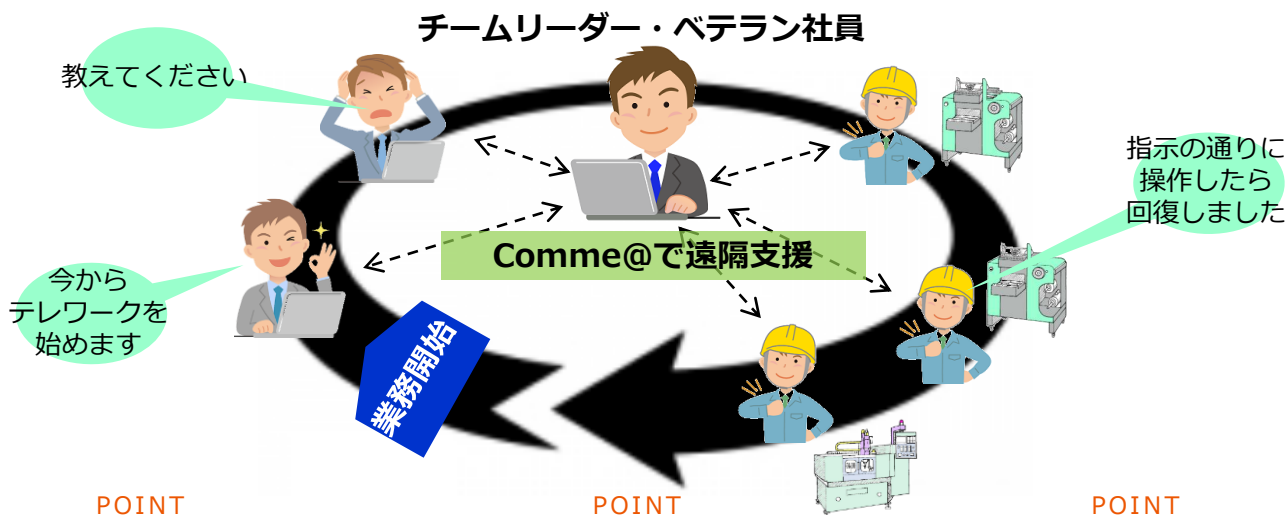 チームリーダー・ベテラン社員
教えてください
指示の通りに
操作したら
回復しました
Comme@で遠隔支援
今から
テレワークを
始めます
業務開始
POINT
POINT
POINT